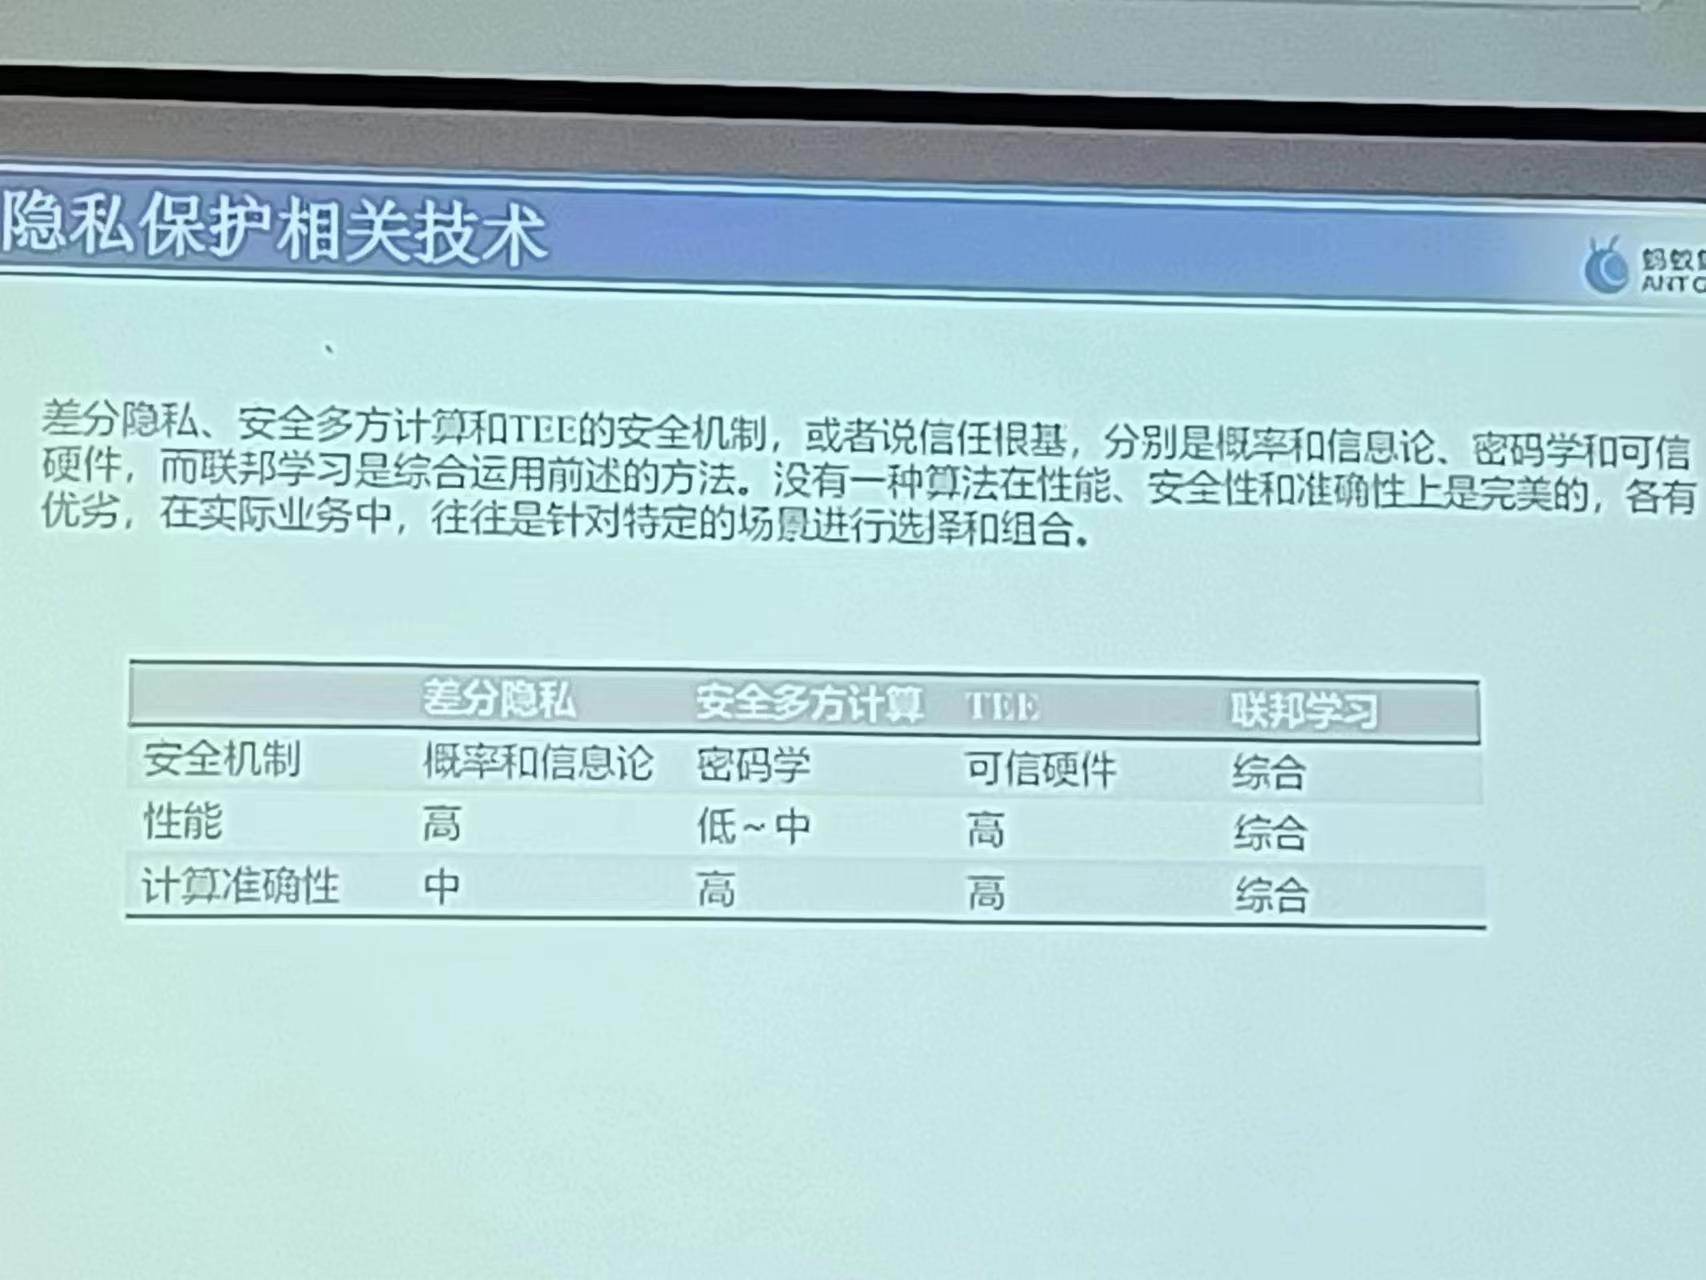 隐私保护相关技术
蚂蚁
ANT
差分隐私、安全多方计算和TEE的安全机制，或者说信任根基，分别是概率和信息论、密码学和可信
硬件，而联邦学习是综合运用前述的方法。没有一种算法在性能、安全性和准确性上是完美的，各有
优劣，在实际业务中，往往是针对特定的场景进行选择和组合。
差分隐私 安全多方计算 TEE 联邦学习
安全机制 概率和信息论 密码学 可信硬件 综合
性能 高 低~中 高 综合
计算准确性 中 高 高 综合